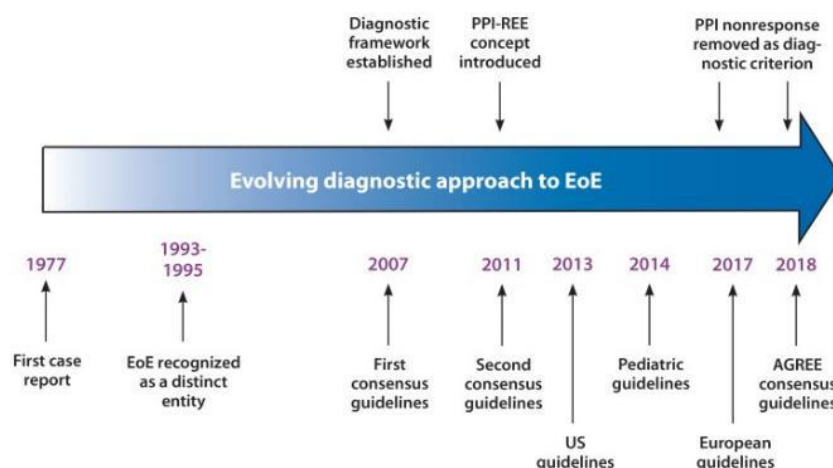 Diagnostic
framework
established
PPI-REE
concept
introduced
PPI nonresponse
removed as diag-
nostic criterion
Evolving diagnostic approach to EoE
1977
1993-
1995
2007
2011
2013
2014
2017
2018
First case
report
EoE recognized
as a distinct
entity
First
consensus
guidelines
Second
consensus
guidelines
US
guidelines
Pediatric
guidelines
European
guidelines
AGREE
consensus
guidelines